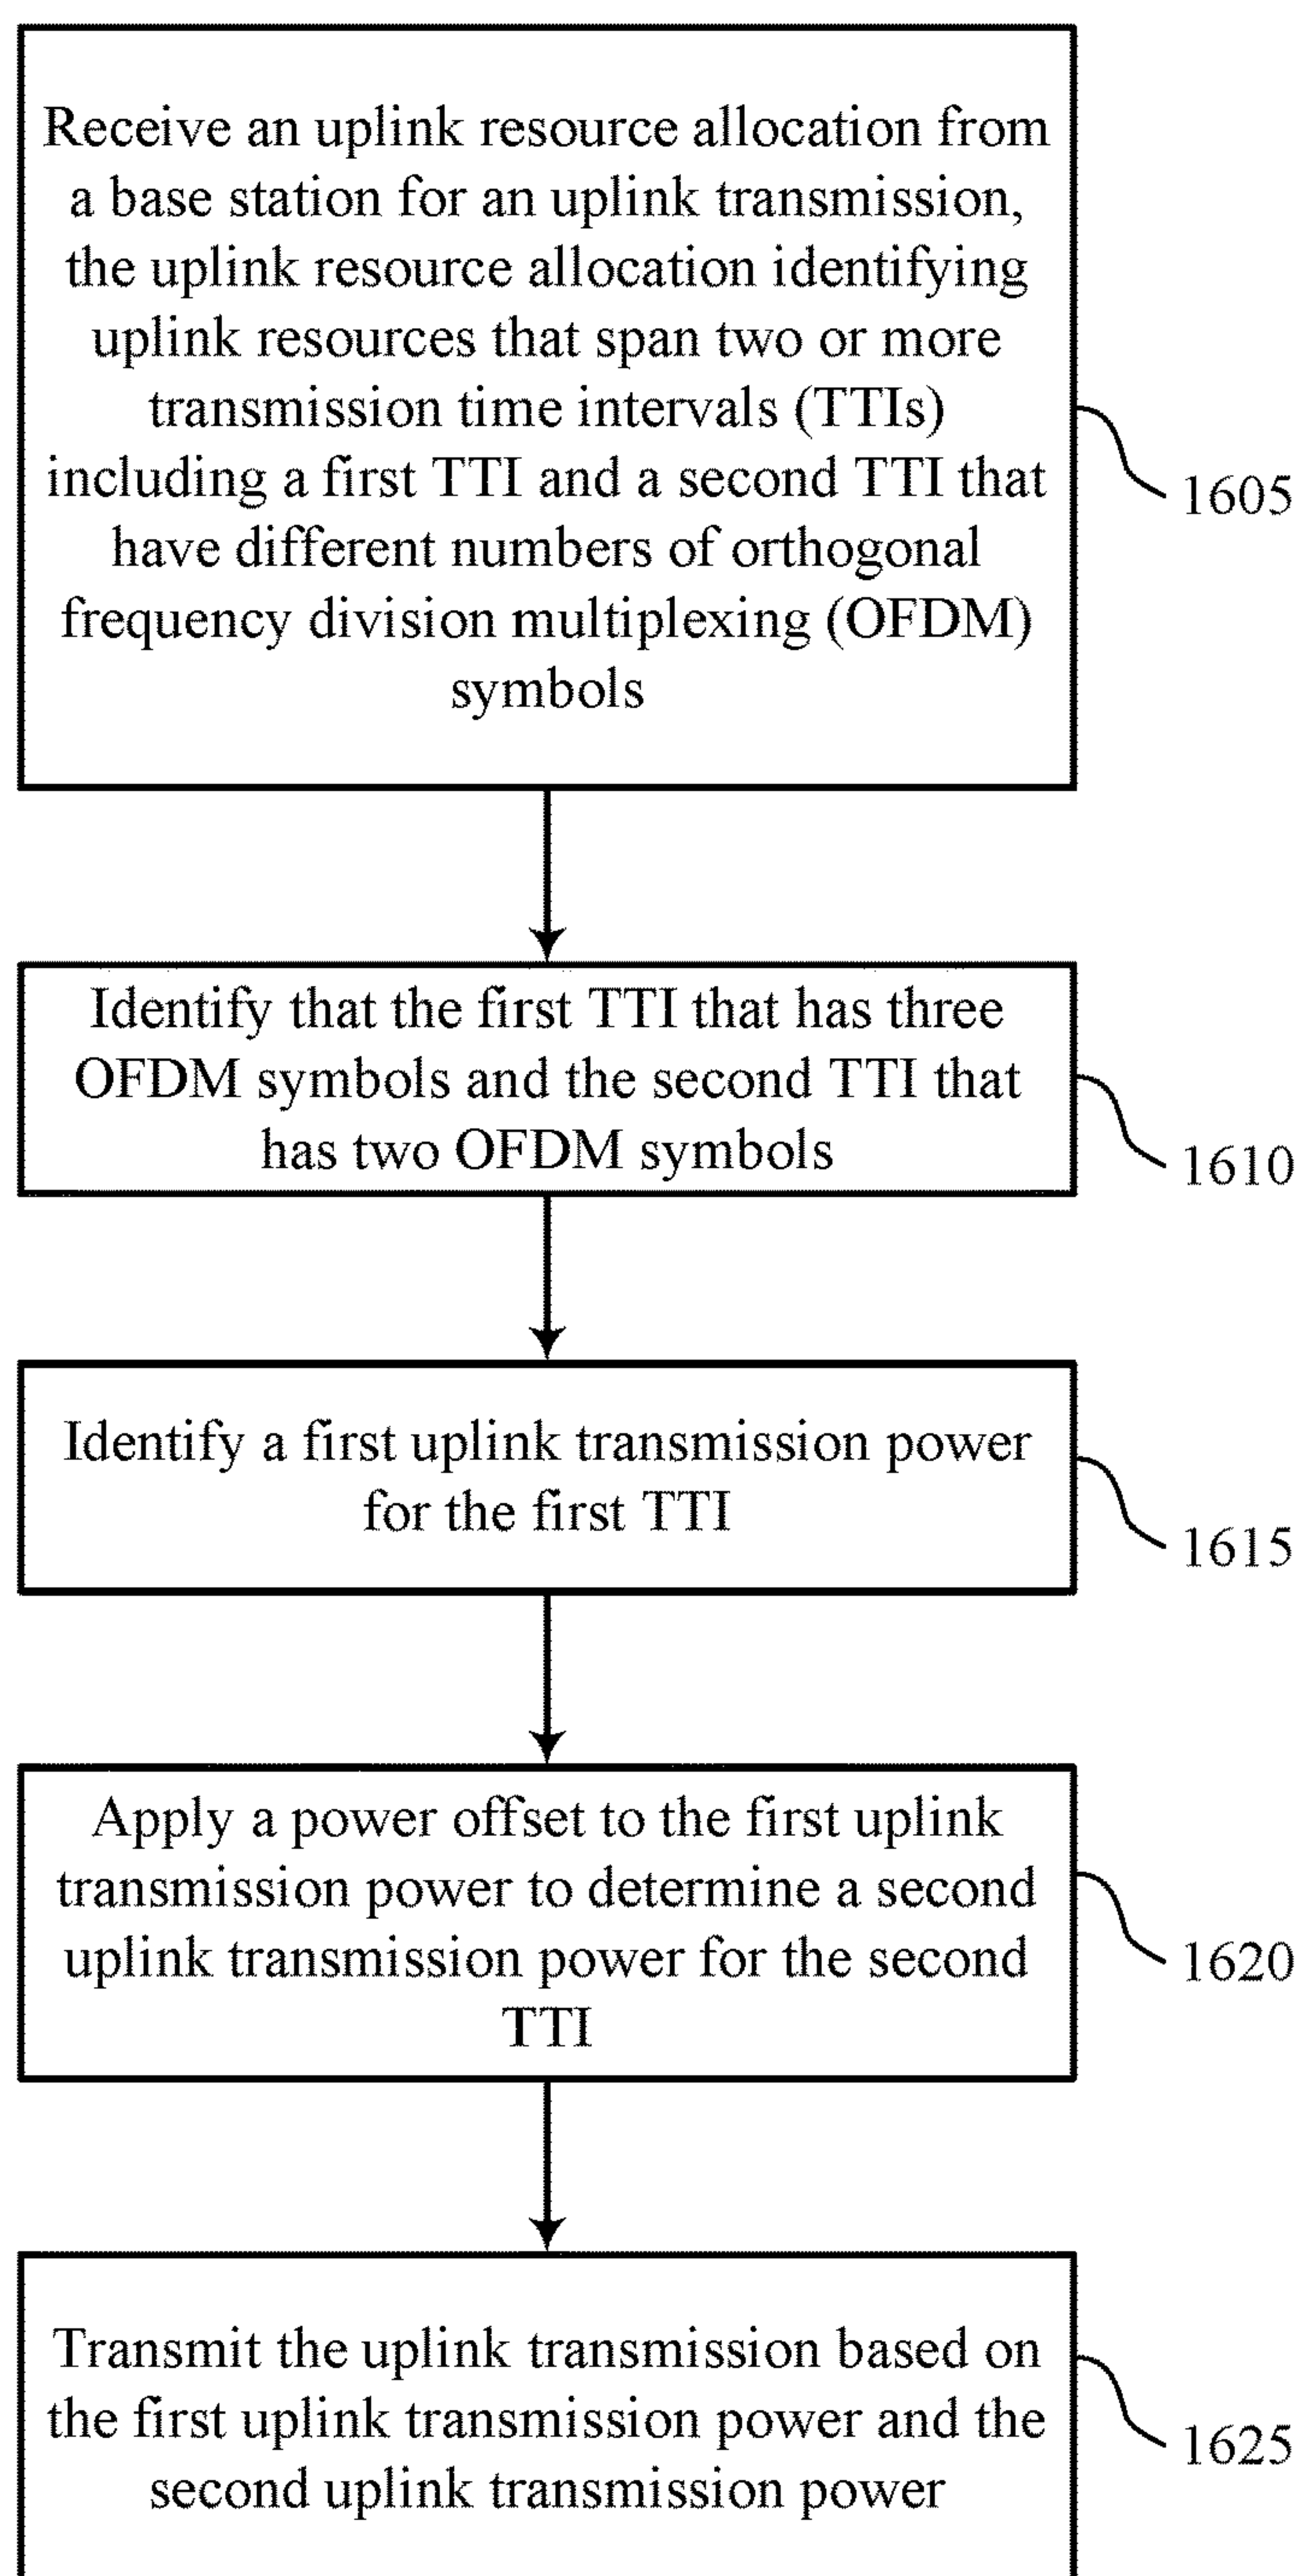 Receive an uplink resource allocation from
a base station for an uplink transmission,
the uplink resource allocation identifying
uplink resources that span two or more
transmission time intervals (TTIs)
including a first TTI and a second TTI that
have different numbers of orthogonal
frequency division multiplexing (OFDM)
symbols
1605
Identify that the first TTI that has three
OFDM symbols and the second TTI that
has two OFDM symbols
1610
Identify a first uplink transmission power
for the first TTI
1615
Apply a power offset to the first uplink
transmission power to determine a second
uplink transmission power for the second
TTI
1620
Transmit the uplink transmission based on
the first uplink transmission power and the
second uplink transmission power
1625